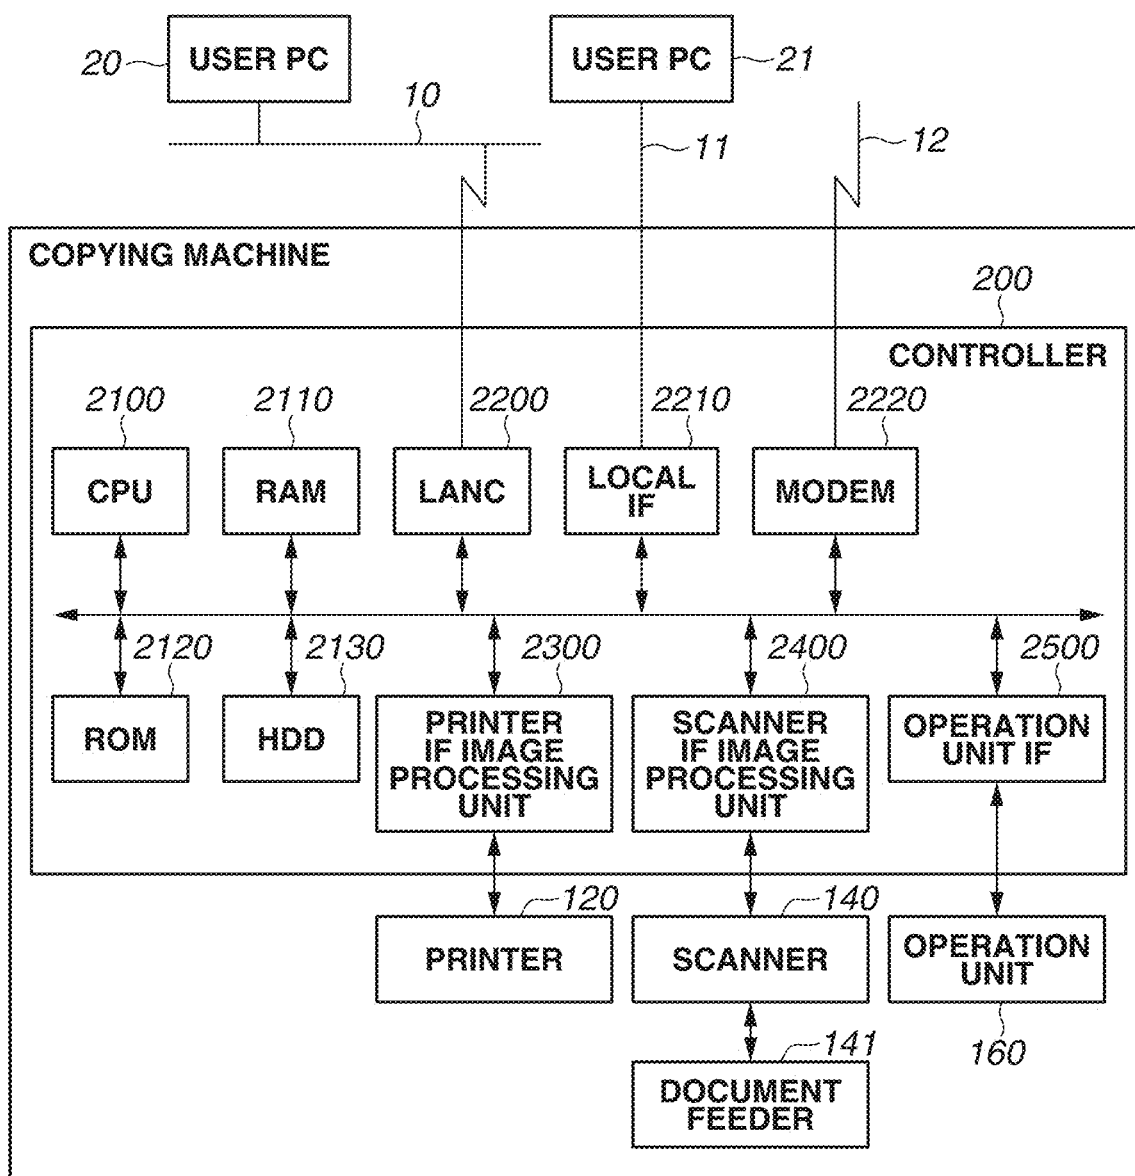 20
USER PC
USER PC
21
10
11
12
COPYING MACHINE
200
CONTROLLER
2100
2110
2200
2210
2220
CPU
RAM
LANC
LOCAL
IF
MODEM
2120
2130
2300
2400
2500
ROM
HDD
PRINTER
IF IMAGE
PROCESSING
UNIT
SCANNER
IF IMAGE
PROCESSING
UNIT
OPERATION
UNIT IF
120
140
PRINTER
SCANNER
OPERATION
UNIT
160
141
DOCUMENT
FEEDER